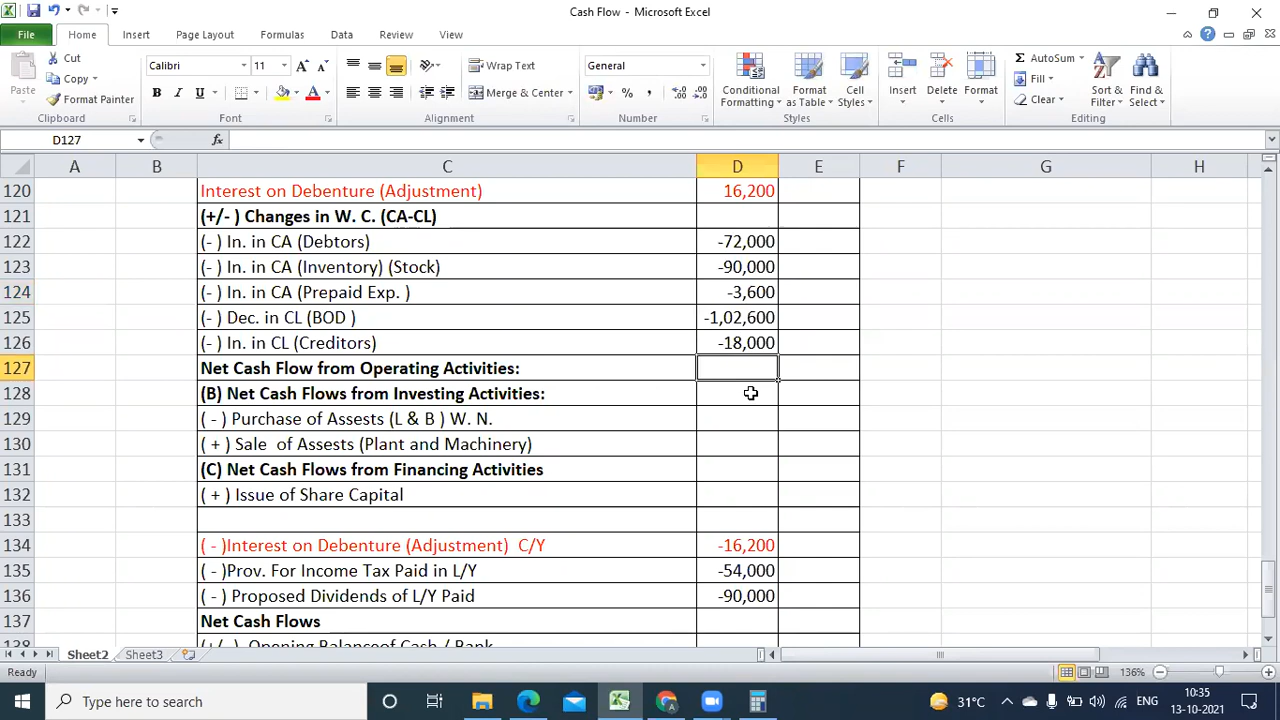 Cash Flow - Microsoft Excel
File Home Insert Page Layout Formulas Data Review View
Paste
Cut
Copy
Format Painter
Clipboard
Calibri 11
B I U
Font
Wrap Text
Merge & Center
Alignment
General
% ,
Number
Conditional Formatting
Format as Table
Cell Styles
Styles
Insert Delete Format
Cells
Σ AutoSum
Fill
Clear
Sort & Filter
Find & Select
Editing
D127 fx
A B C D E F G H
120 Interest on Debenture (Adjustment) 16,200
121 (+/- ) Changes in W. C. (CA-CL)
122 (- ) In. in CA (Debtors) -72,000
123 (- ) In. in CA (Inventory) (Stock) -90,000
124 (- ) In. in CA (Prepaid Exp. ) -3,600
125 (- ) Dec. in CL (BOD ) -1,02,600
126 (- ) In. in CL (Creditors) -18,000
127 Net Cash Flow from Operating Activities:
128 (B) Net Cash Flows from Investing Activities:
129 ( - ) Purchase of Assests (L & B ) W. N.
130 ( + ) Sale of Assests (Plant and Machinery)
131 (C) Net Cash Flows from Financing Activities
132 ( + ) Issue of Share Capital
133
134 ( - )Interest on Debenture (Adjustment) C/Y -16,200
135 ( - )Prov. For Income Tax Paid in L/Y -54,000
136 ( - ) Proposed Dividends of L/Y Paid -90,000
137 Net Cash Flows
138 (+/- ) Opening Balanceof Cash / Bank
Sheet2 Sheet3
Ready 136%
Type here to search 31°C ENG 10:35
13-10-2021